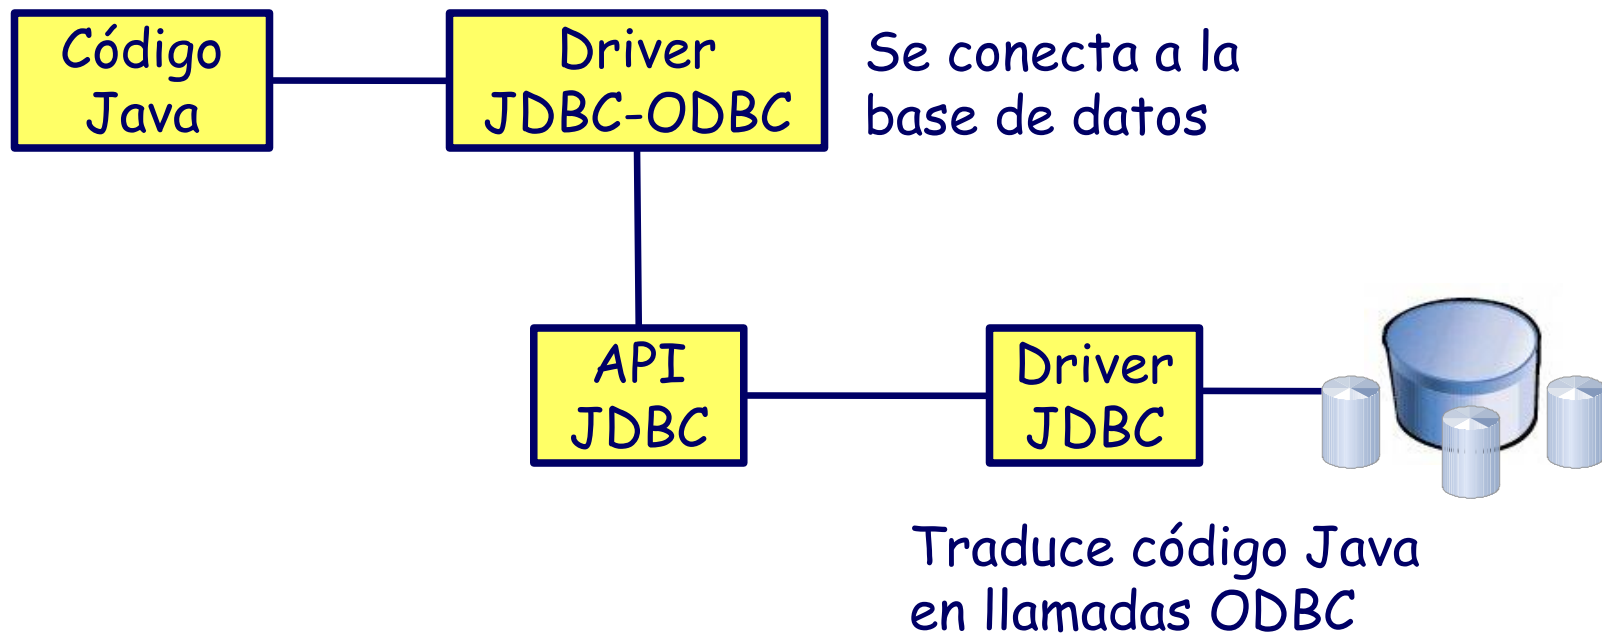 Código
Java
Driver
JDBC-ODBC
Se conecta a la
base de datos
API
JDBC
Driver
JDBC
Traduce código Java
en llamadas ODBC